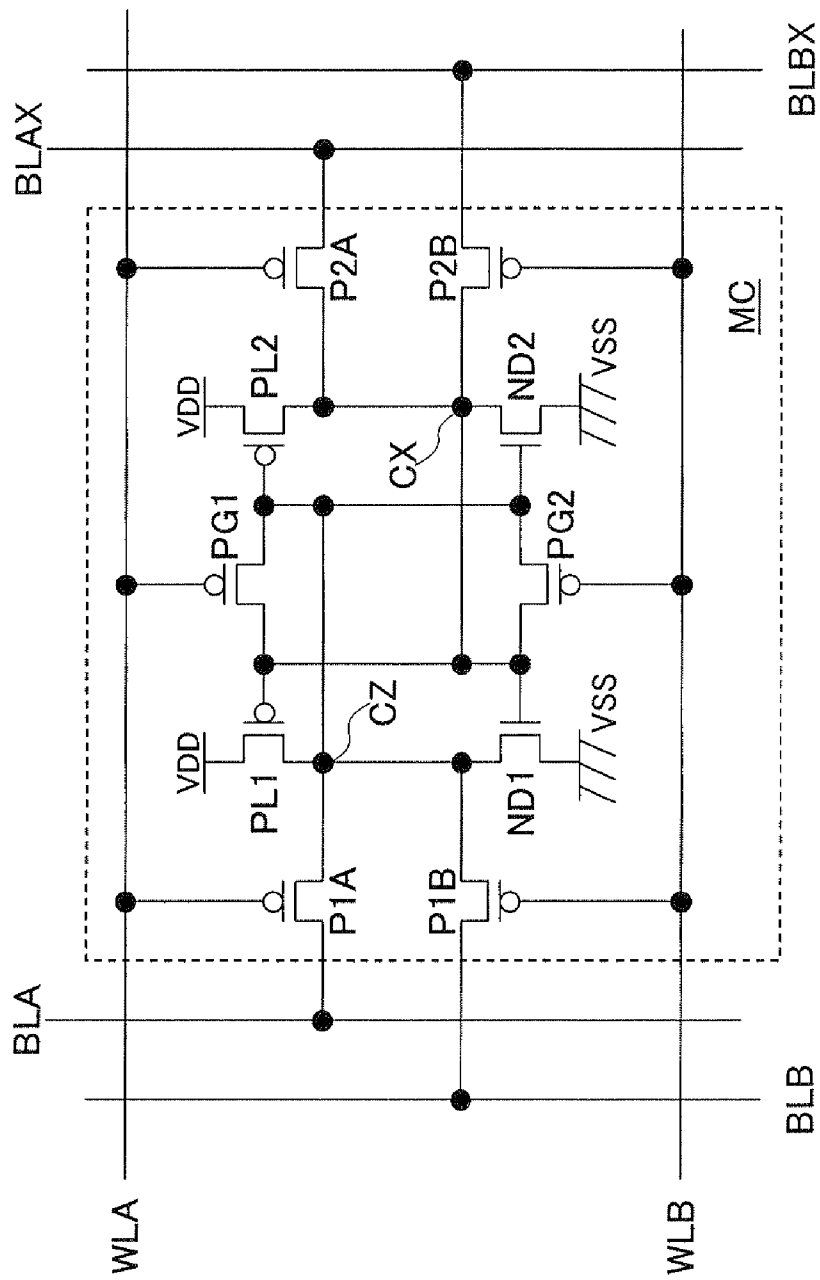 BLAX
BLBX
BLA
BLB
WLA
WLB
MC
VDD
VDD
PL1
PL2
PG1
PG2
P1A
P2A
P1B
P2B
CZ
CX
ND1
ND2
VSS
VSS